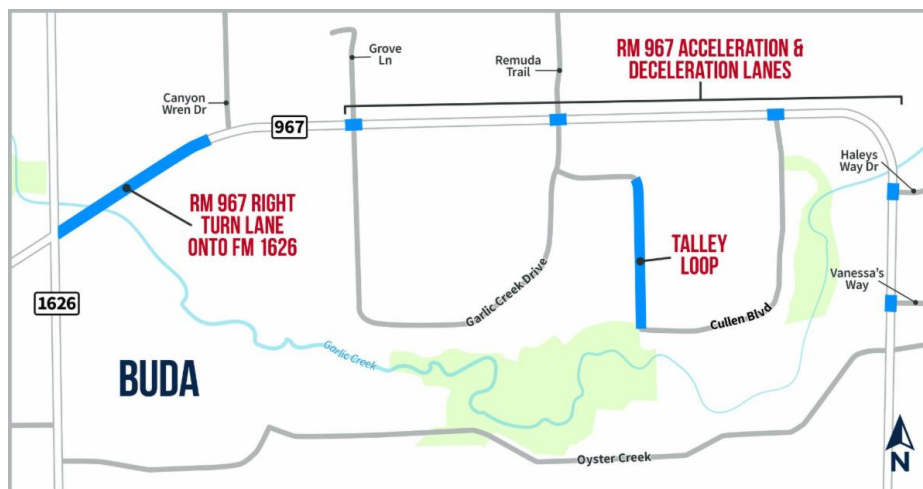 RM 967 ACCELERATION &
DECELERATION LANES
Grove
Ln
Remuda
Trail
Canyon
Wren Dr
967
Haleys
Way Dr
RM 967 RIGHT
TURN LANE
ONTO FM 1626
TALLEY
LOOP
Garlic Creek Drive
Vanessa's
Way
1626
Cullen Blvd
Garlic Creek
BUDA
Oyster Creek
N